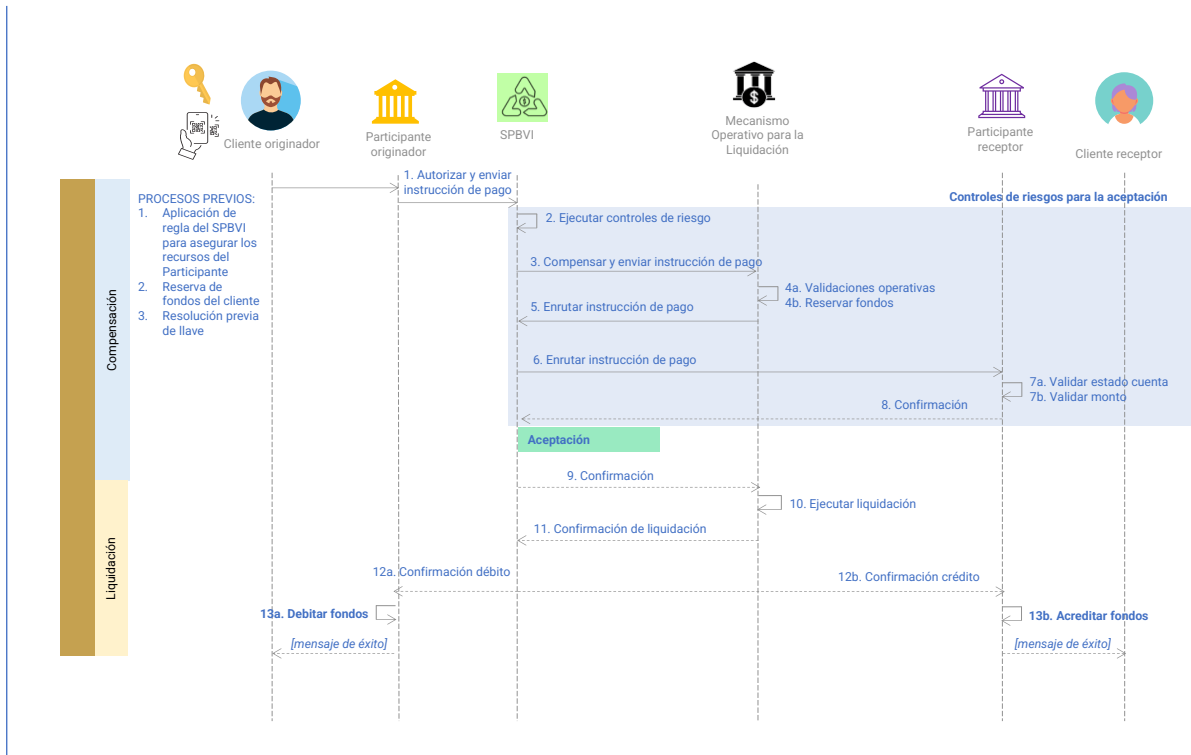 Cliente originador
Participante
originador
SPBVI
Mecanismo
Operativo para la
Liquidación
Participante
receptor
Cliente receptor
Compensación
Liquidación
PROCESOS PREVIOS:
1. Aplicación de
regla del SPBVI
para asegurar los
recursos del
Participante
2. Reserva de
fondos del cliente
3. Resolución previa
de llave
1. Autorizar y enviar
instrucción de pago
Controles de riesgos para la aceptación
2. Ejecutar controles de riesgo
3. Compensar y enviar instrucción de pago
4a. Validaciones operativas
4b. Reservar fondos
5. Enrutar instrucción de pago
6. Enrutar instrucción de pago
7a. Validar estado cuenta
7b. Validar monto
8. Confirmación
Aceptación
9. Confirmación
10. Ejecutar liquidación
11. Confirmación de liquidación
12a. Confirmación débito
12b. Confirmación crédito
13a. Debitar fondos
13b. Acreditar fondos
[mensaje de éxito]
[mensaje de éxito]